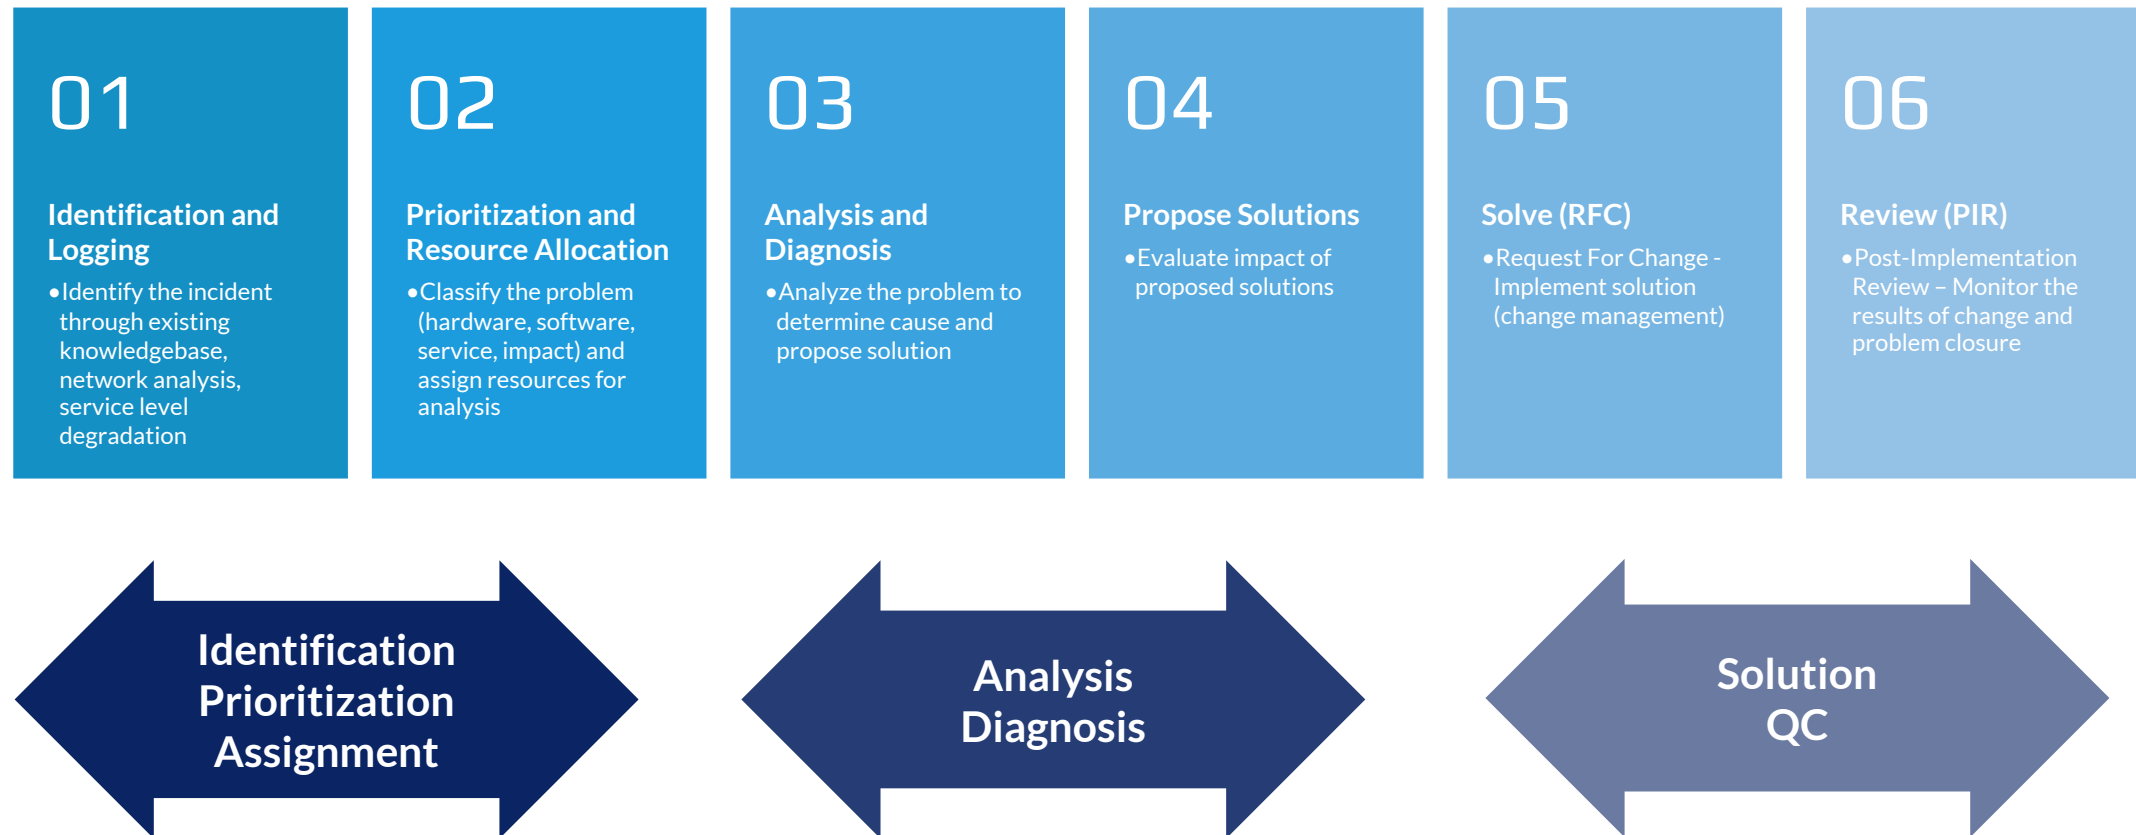 01
Identification and
Logging
•Identify the incident
through existing
knowledgebase,
network analysis,
service level
degradation
02
Prioritization and
Resource Allocation
•Classify the problem
(hardware, software,
service, impact) and
assign resources for
analysis
03
Analysis and
Diagnosis
•Analyze the problem to
determine cause and
propose solution
04
Propose Solutions
•Evaluate impact of
proposed solutions
05
Solve (RFC)
•Request For Change -
Implement solution
(change management)
06
Review (PIR)
•Post-Implementation
Review – Monitor the
results of change and
problem closure
Identification
Prioritization
Assignment
Analysis
Diagnosis
Solution
QC